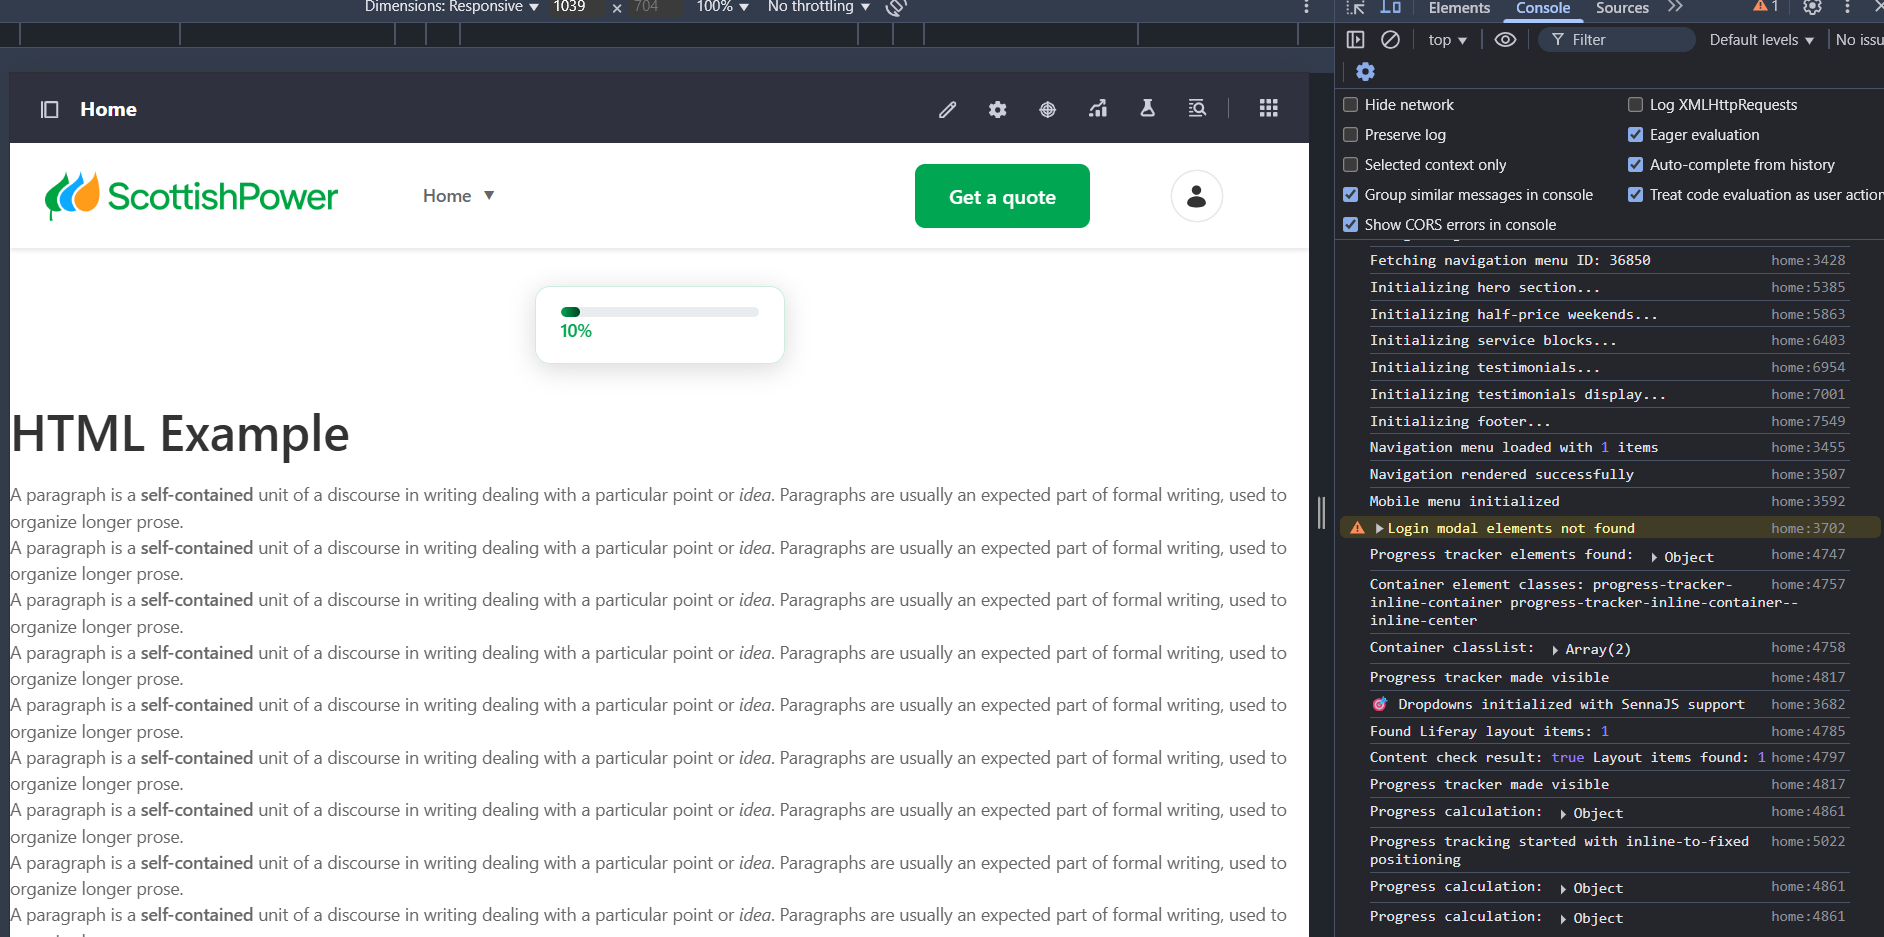 Dimensions: Responsive ▼ 1039 × 704 100% ▼ No throttling ▼
Home
ScottishPower
Home ▼
Get a quote
10%
HTML Example
A paragraph is a self-contained unit of a discourse in writing dealing with a particular point or idea. Paragraphs are usually an expected part of formal writing, used to
organize longer prose.
A paragraph is a self-contained unit of a discourse in writing dealing with a particular point or idea. Paragraphs are usually an expected part of formal writing, used to
organize longer prose.
A paragraph is a self-contained unit of a discourse in writing dealing with a particular point or idea. Paragraphs are usually an expected part of formal writing, used to
organize longer prose.
A paragraph is a self-contained unit of a discourse in writing dealing with a particular point or idea. Paragraphs are usually an expected part of formal writing, used to
organize longer prose.
A paragraph is a self-contained unit of a discourse in writing dealing with a particular point or idea. Paragraphs are usually an expected part of formal writing, used to
organize longer prose.
A paragraph is a self-contained unit of a discourse in writing dealing with a particular point or idea. Paragraphs are usually an expected part of formal writing, used to
organize longer prose.
A paragraph is a self-contained unit of a discourse in writing dealing with a particular point or idea. Paragraphs are usually an expected part of formal writing, used to
organize longer prose.
A paragraph is a self-contained unit of a discourse in writing dealing with a particular point or idea. Paragraphs are usually an expected part of formal writing, used to
organize longer prose.
A paragraph is a self-contained unit of a discourse in writing dealing with a particular point or idea. Paragraphs are usually an expected part of formal writing, used to
Elements Console Sources 1
top ▼ Filter Default levels ▼ No issu
Hide network
Log XMLHttpRequests
Preserve log
Eager evaluation
Selected context only
Auto-complete from history
Group similar messages in console
Treat code evaluation as user action
Show CORS errors in console
Fetching navigation menu ID: 36850 home:3428
Initializing hero section... home:5385
Initializing half-price weekends... home:5863
Initializing service blocks... home:6403
Initializing testimonials... home:6954
Initializing testimonials display... home:7001
Initializing footer... home:7549
Navigation menu loaded with 1 items home:3455
Navigation rendered successfully home:3507
Mobile menu initialized home:3592
Login modal elements not found home:3702
Progress tracker elements found: Object home:4747
Container element classes: progress-tracker- home:4757
inline-container progress-tracker-inline-container--
inline-center
Container classList: Array(2) home:4758
Progress tracker made visible home:4817
🎯 Dropdowns initialized with SennaJS support home:3682
Found Liferay layout items: 1 home:4785
Content check result: true Layout items found: 1 home:4797
Progress tracker made visible home:4817
Progress calculation: Object home:4861
Progress tracking started with inline-to-fixed home:5022
positioning
Progress calculation: Object home:4861
Progress calculation: Object home:4861